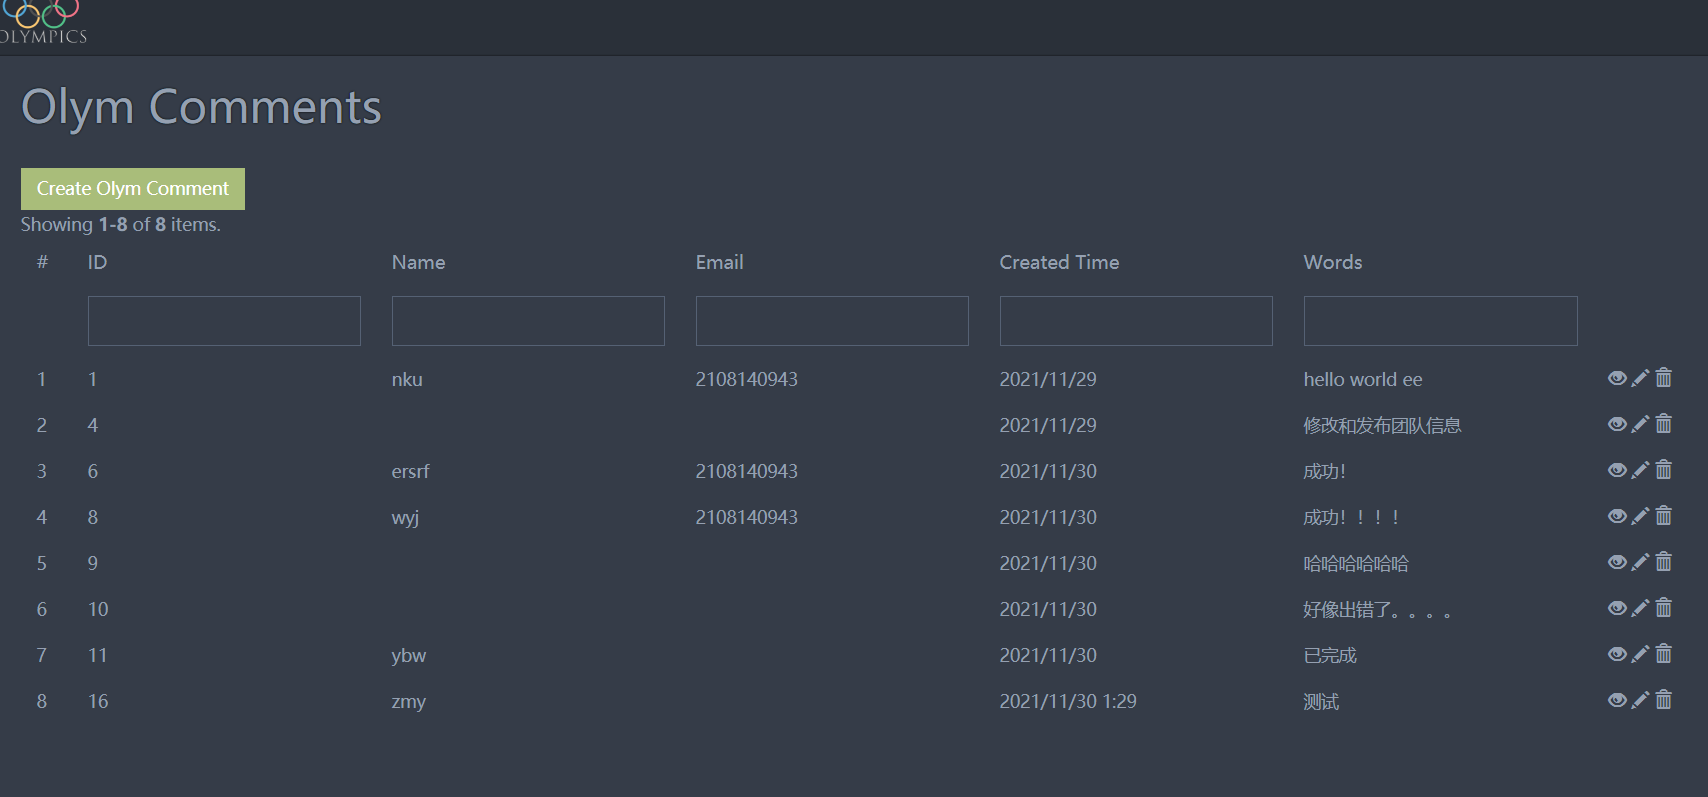 OLYMPICS
Olym Comments
Create Olym Comment
Showing 1-8 of 8 items.
# ID Name Email Created Time Words
1 1 nku 2108140943 2021/11/29 hello world ee
2 4 2021/11/29 修改和发布团队信息
3 6 ersrf 2108140943 2021/11/30 成功！
4 8 wyj 2108140943 2021/11/30 成功！！！！
5 9 2021/11/30 哈哈哈哈哈哈
6 10 2021/11/30 好像出错了。。。。
7 11 ybw 2021/11/30 已完成
8 16 zmy 2021/11/30 1:29 测试